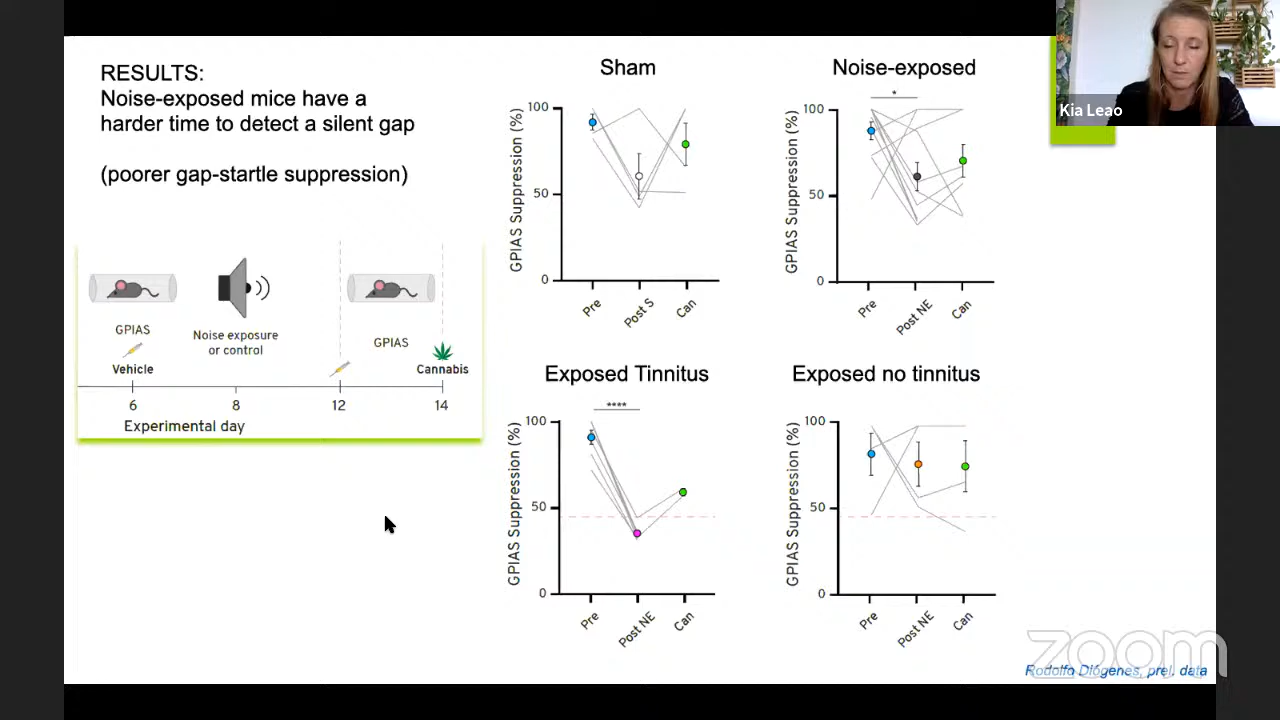 RESULTS:
Noise-exposed mice have a
harder time to detect a silent gap
(poorer gap-startle suppression)
GPIAS
Vehicle
Noise exposure
or control
GPIAS
Cannabis
6
8
12
14
Experimental day
Sham
GPIAS Suppression (%)
100
50
0
Pre
Post S
Can
Noise-exposed
*
GPIAS Suppression (%)
100
50
0
Pre
Post NE
Can
Exposed Tinnitus
****
GPIAS Suppression (%)
100
50
0
Pre
Post NE
Can
Exposed no tinnitus
GPIAS Suppression (%)
100
50
0
Pre
Post NE
Can
Kia Leao
zoom
Rodolfo Diógenes, prel. data